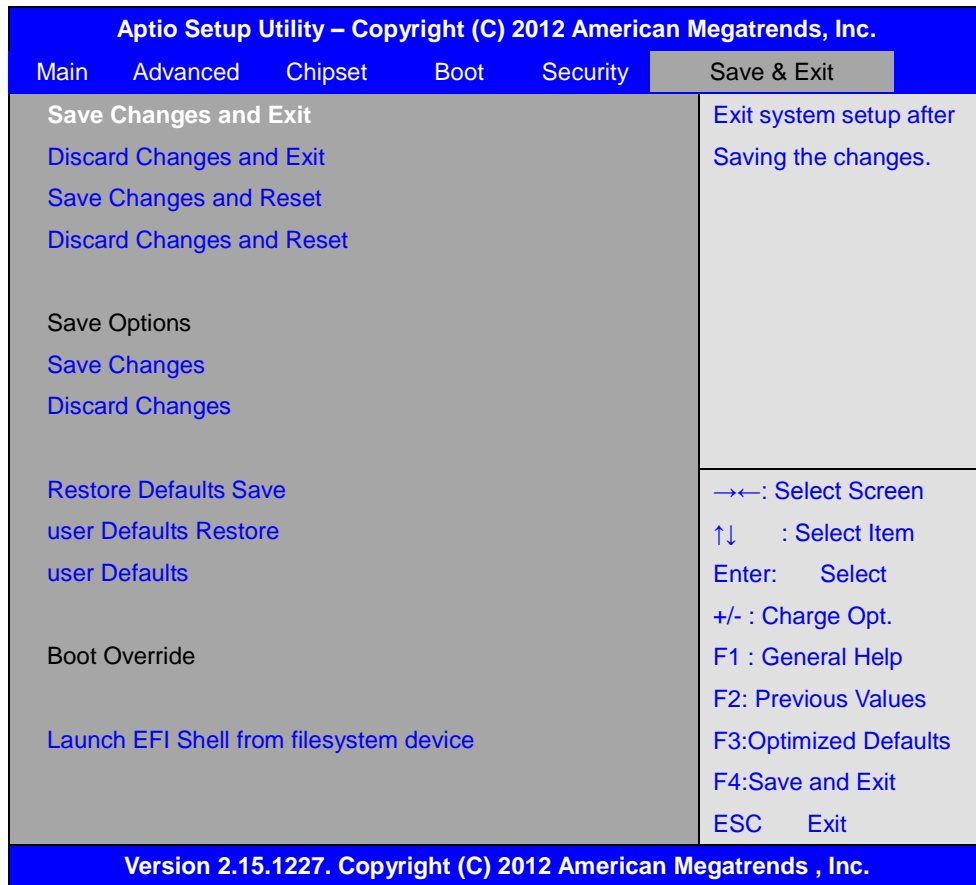 Aptio Setup Utility – Copyright (C) 2012 American Megatrends, Inc.
Main Advanced Chipset Boot Security Save & Exit
Save Changes and Exit
Discard Changes and Exit
Save Changes and Reset
Discard Changes and Reset
Save Options
Save Changes
Discard Changes
Restore Defaults Save
user Defaults Restore
user Defaults
Boot Override
Launch EFI Shell from filesystem device
Exit system setup after
Saving the changes.
→←: Select Screen
↑↓ : Select Item
Enter: Select
+/- : Charge Opt.
F1 : General Help
F2: Previous Values
F3:Optimized Defaults
F4:Save and Exit
ESC Exit
Version 2.15.1227. Copyright (C) 2012 American Megatrends , Inc.